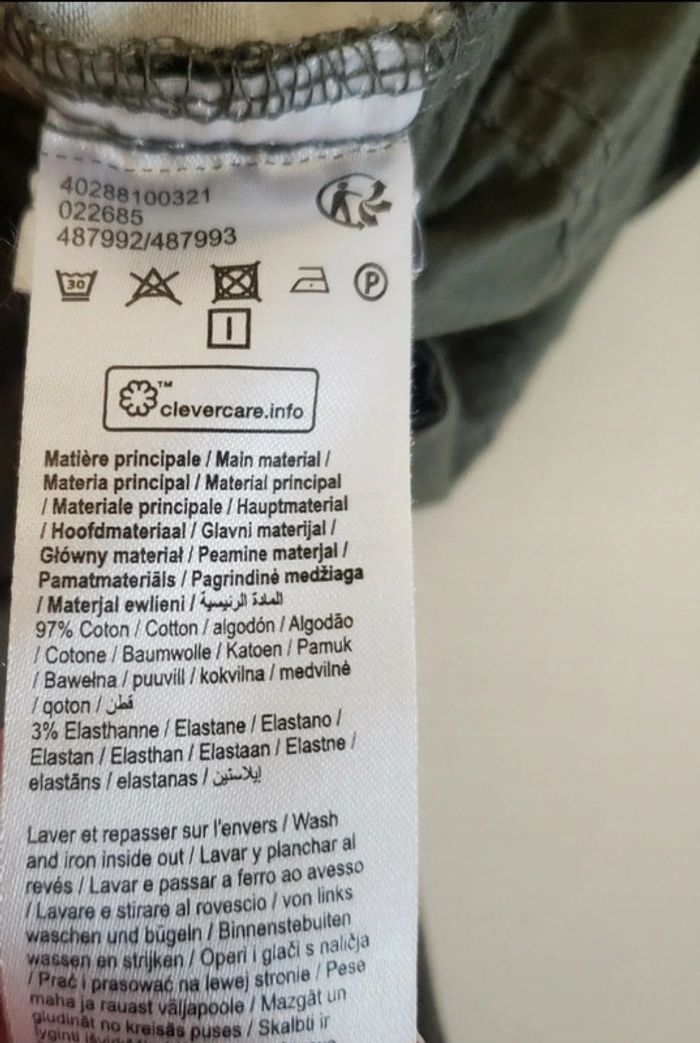 40288100321
022685
487992/487993
30
P
™
clevercare.info
Matière principale / Main material /
Materia principal / Material principal
/ Materiale principale / Hauptmaterial
/ Hoofdmateriaal / Glavni materijal /
Główny materiał / Peamine materjal /
Pamatmateriāls / Pagrindinė medžiaga
/ Materjal ewlieni / المادة الرئيسية
97% Coton / Cotton / algodón / Algodão
/ Cotone / Baumwolle / Katoen / Pamuk
/ Bawełna / puuvill / kokvilna / medvilnė
/ qoton / قطن
3% Elasthanne / Elastane / Elastano /
Elastan / Elasthan / Elastaan / Elastne /
elastāns / elastanas / إيلاستين
Laver et repasser sur l'envers / Wash
and iron inside out / Lavar y planchar al
revés / Lavar e passar a ferro ao avesso
/ Lavare e stirare al rovescio / von links
waschen und bügeln / Binnenstebuiten
wassen en strijken / Operi i glači s naličja
/ Prać i prasować na lewej stronie / Pese
maha ja rauast väljapoole / Mazgāt un
gludināt no kreisās puses / Skalbti ir
lyginti